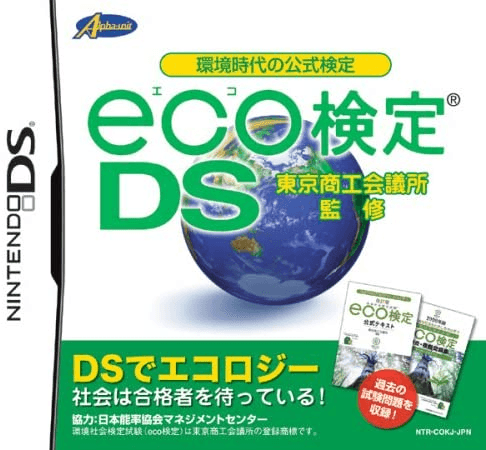 Alpha-unit
NINTENDO DS®
環境時代の公式検定
エコ
eco検定®
DS
東京商工会議所
監修
eco検定
公式テキスト
eco検定
DSでエコロジー
社会は合格者を待っている！
過去の
試験問題を
収録！
協力：日本能率協会マネジメントセンター
環境社会検定試験（eco検定）は東京商工会議所の登録商標です。
NTR-COKJ-JPN